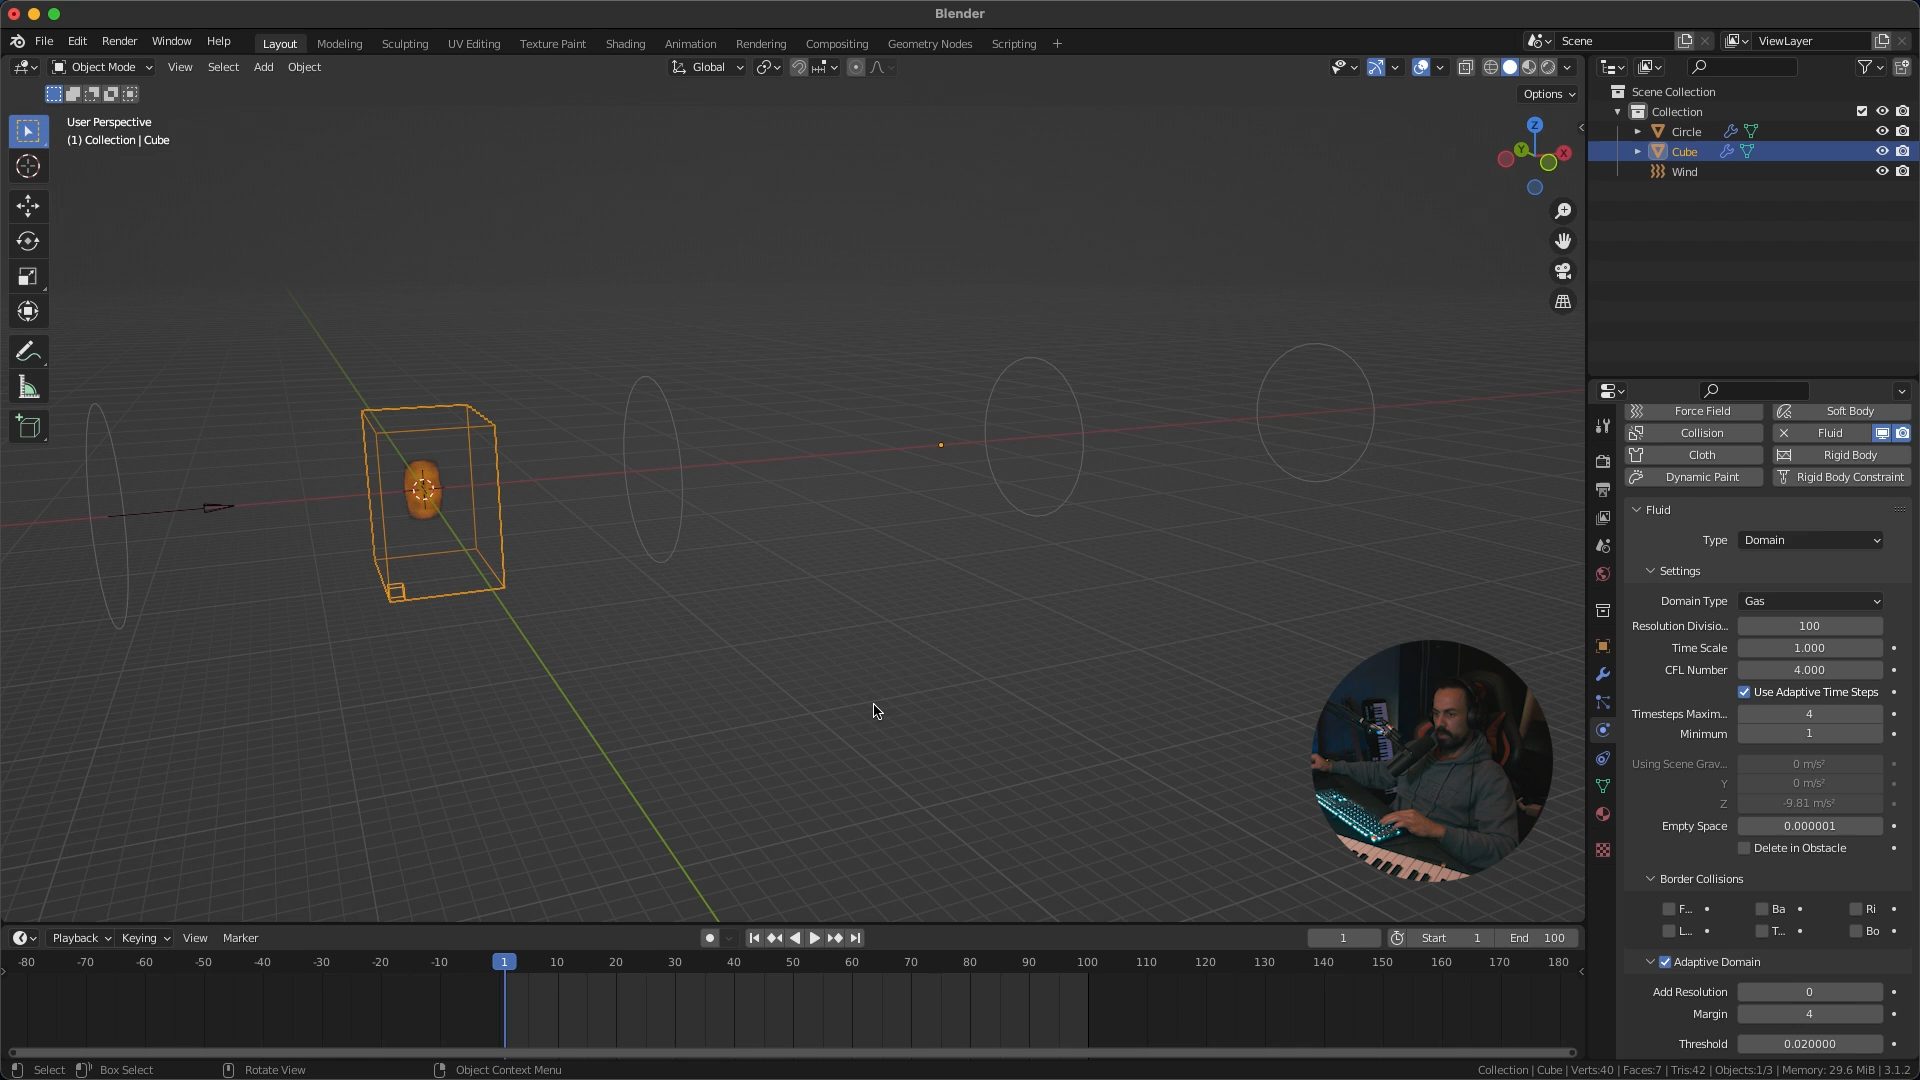 Blender
File Edit Render Window Help
Layout Modeling Sculpting UV Editing Texture Paint Shading Animation Rendering Compositing Geometry Nodes Scripting +
Scene
ViewLayer
Object Mode View Select Add Object
Global
Options
User Perspective
(1) Collection | Cube
Z
Y
X
Scene Collection
Collection
Circle
Cube
Wind
Force Field Soft Body
Collision Fluid
Cloth Rigid Body
Dynamic Paint Rigid Body Constraint
Fluid
Type Domain
Settings
Domain Type Gas
Resolution Divisio... 100
Time Scale 1.000
CFL Number 4.000
Use Adaptive Time Steps
Timesteps Maxim... 4
Minimum 1
Using Scene Grav... 0 m/s²
Y 0 m/s²
Z -9.81 m/s²
Empty Space 0.000001
Delete in Obstacle
Border Collisions
F... Ba Ri
L... T... Bo
Adaptive Domain
Add Resolution 0
Margin 4
Threshold 0.020000
Playback Keying View Marker
1 Start 1 End 100
-80 -70 -60 -50 -40 -30 -20 -10 1 10 20 30 40 50 60 70 80 90 100 110 120 130 140 150 160 170 180
Select Box Select Rotate View Object Context Menu
Collection | Cube | Verts:40 | Faces:7 | Tris:42 | Objects:1/3 | Memory: 29.6 MiB | 3.1.2